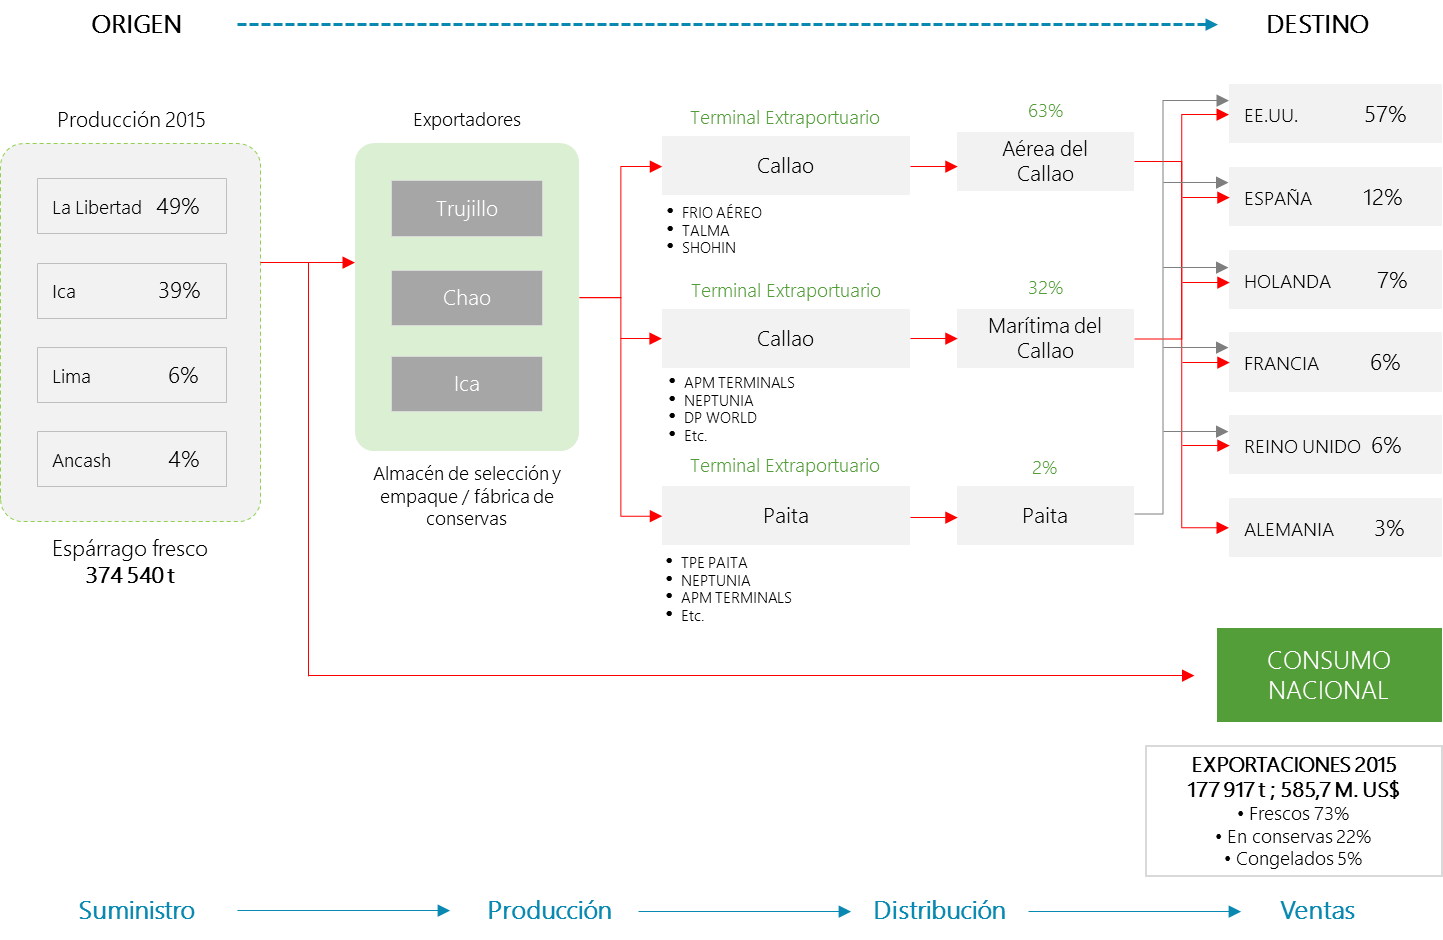 ORIGEN
DESTINO
Producción 2015
La Libertad 49%
Ica 39%
Lima 6%
Ancash 4%
Espárrago fresco
374 540 t
Exportadores
Trujillo
Chao
Ica
Almacén de selección y
empaque / fábrica de
conservas
Terminal Extraportuario
Callao
• FRIO AÉREO
• TALMA
• SHOHIN
Terminal Extraportuario
Callao
• APM TERMINALS
• NEPTUNIA
• DP WORLD
• Etc.
Terminal Extraportuario
Paita
• TPE PAITA
• NEPTUNIA
• APM TERMINALS
• Etc.
63%
Aérea del
Callao
32%
Marítima del
Callao
2%
Paita
EE.UU. 57%
ESPAÑA 12%
HOLANDA 7%
FRANCIA 6%
REINO UNIDO 6%
ALEMANIA 3%
CONSUMO
NACIONAL
EXPORTACIONES 2015
177 917 t ; 585,7 M. US$
• Frescos 73%
• En conservas 22%
• Congelados 5%
Suministro
Producción
Distribución
Ventas